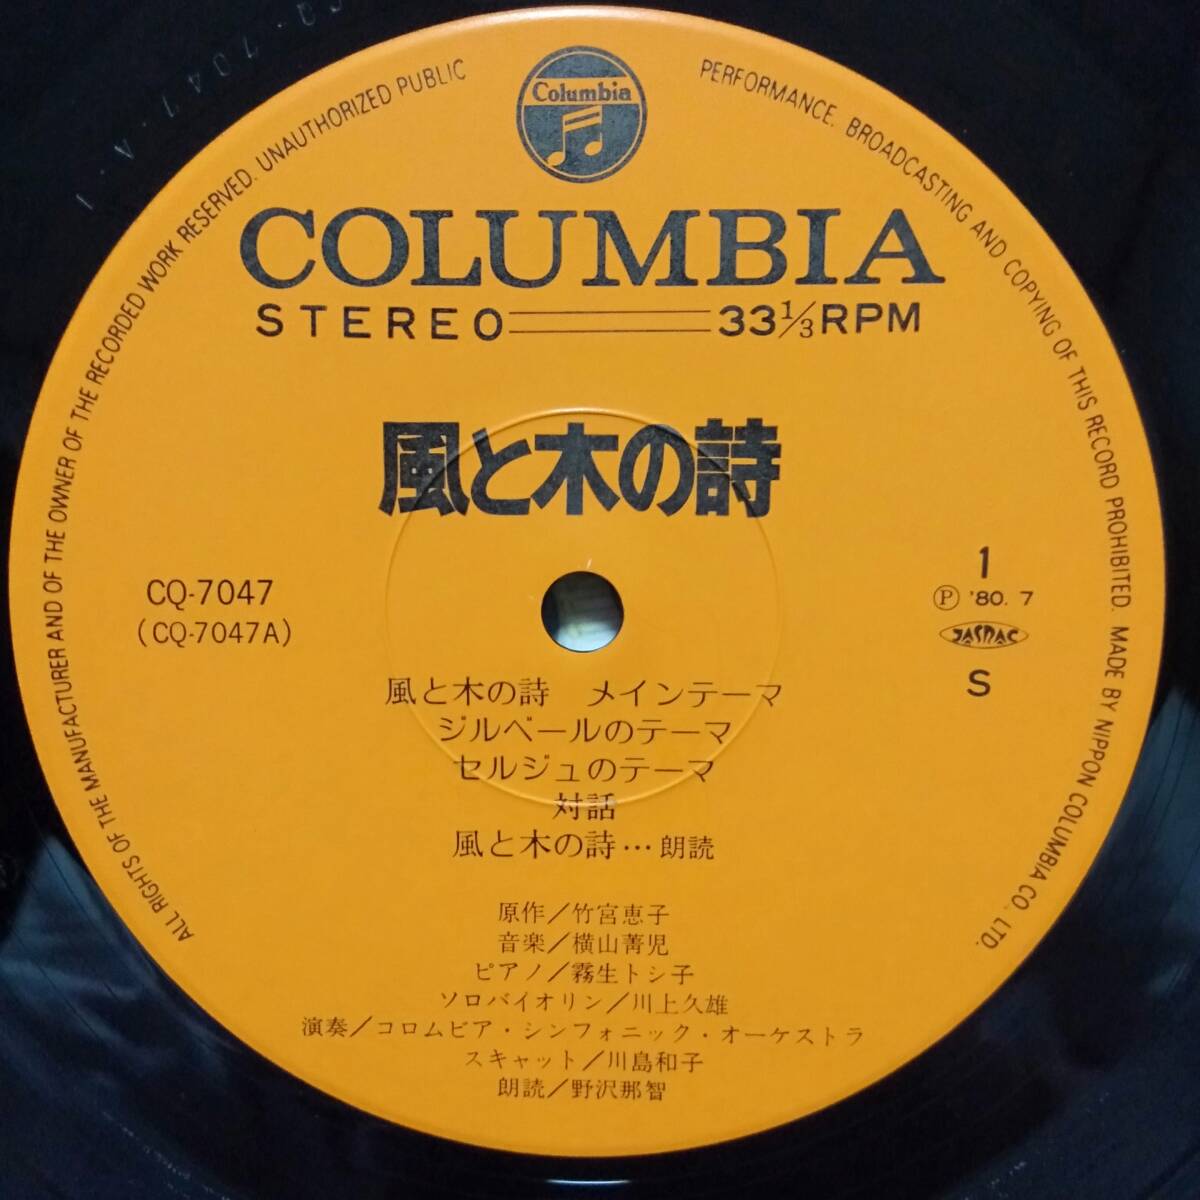 ALL RIGHTS OF THE MANUFACTURER AND OF THE OWNER OF THE RECORDED WORK RESERVED. UNAUTHORIZED PUBLIC PERFORMANCE. BROADCASTING AND COPYING OF THIS RECORD PROHIBITED. MADE BY NIPPON COLUMBIA CO., LTD.
Columbia
COLUMBIA
STEREO 33⅓RPM
風と木の詩
CQ-7047
(CQ-7047A)
1
Ⓟ '80. 7
JASRAC
S
風と木の詩 メインテーマ
ジルベールのテーマ
セルジュのテーマ
対話
風と木の詩…朗読
原作/竹宮恵子
音楽/横山菁児
ピアノ/霧生トシ子
ソロバイオリン/川上久雄
演奏/コロムビア・シンフォニック・オーケストラ
スキャット/川島和子
朗読/野沢那智